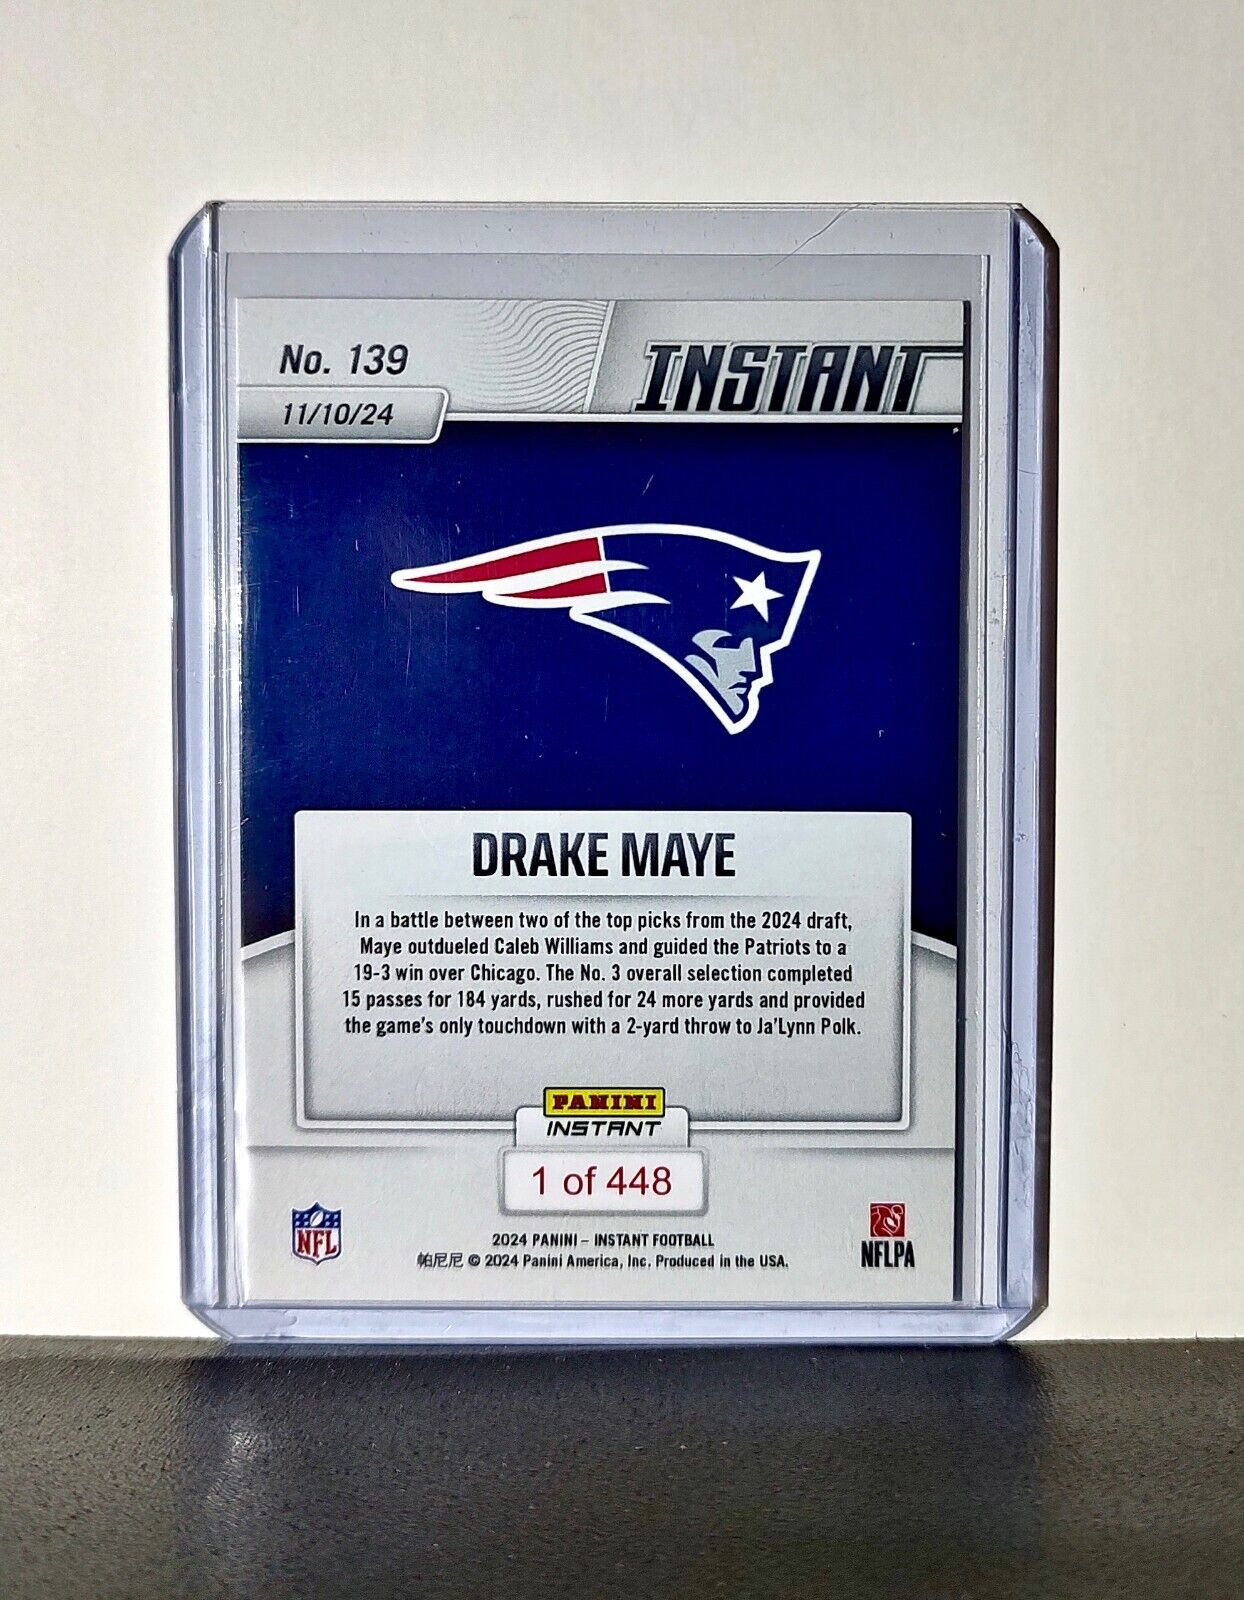 No. 139
INSTANT
11/10/24
DRAKE MAYE
In a battle between two of the top picks from the 2024 draft,
Maye outdueled Caleb Williams and guided the Patriots to a
19-3 win over Chicago. The No. 3 overall selection completed
15 passes for 184 yards, rushed for 24 more yards and provided
the game's only touchdown with a 2-yard throw to Ja'Lynn Polk.
PANINI
INSTANT
1 of 448
NFL
2024 PANINI – INSTANT FOOTBALL
帕尼尼 © 2024 Panini America, Inc. Produced in the USA.
NFLPA